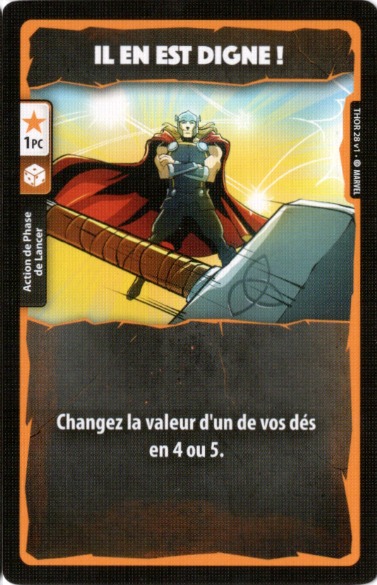 IL EN EST DIGNE !
1PC
Action de Phase
de Lancer
THOR 28 v1 • © MARVEL
Changez la valeur d'un de vos dés
en 4 ou 5.